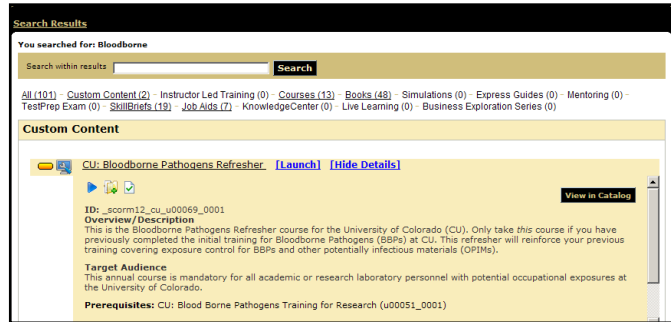 Search Results
You searched for: Bloodborne
Search within results Search
All (101) - Custom Content (2) - Instructor Led Training (0) - Courses (13) - Books (48) - Simulations (0) - Express Guides (0) - Mentoring (0) -
TestPrep Exam (0) - SkillBriefs (19) - Job Aids (7) - KnowledgeCenter (0) - Live Learning (0) - Business Exploration Series (0)
Custom Content
CU: Bloodborne Pathogens Refresher [Launch] [Hide Details]
View in Catalog
ID: _scorm12_cu_u00069_0001
Overview/Description
This is the Bloodborne Pathogens Refresher course for the University of Colorado (CU). Only take this course if you have
previously completed the initial training for Bloodborne Pathogens (BBPs) at CU. This refresher will reinforce your previous
training covering exposure control for BBPs and other potentially infectious materials (OPIMs).
Target Audience
This annual course is mandatory for all academic or research laboratory personnel with potential occupational exposures at
the University of Colorado.
Prerequisites: CU: Blood Borne Pathogens Training for Research (u00051_0001)